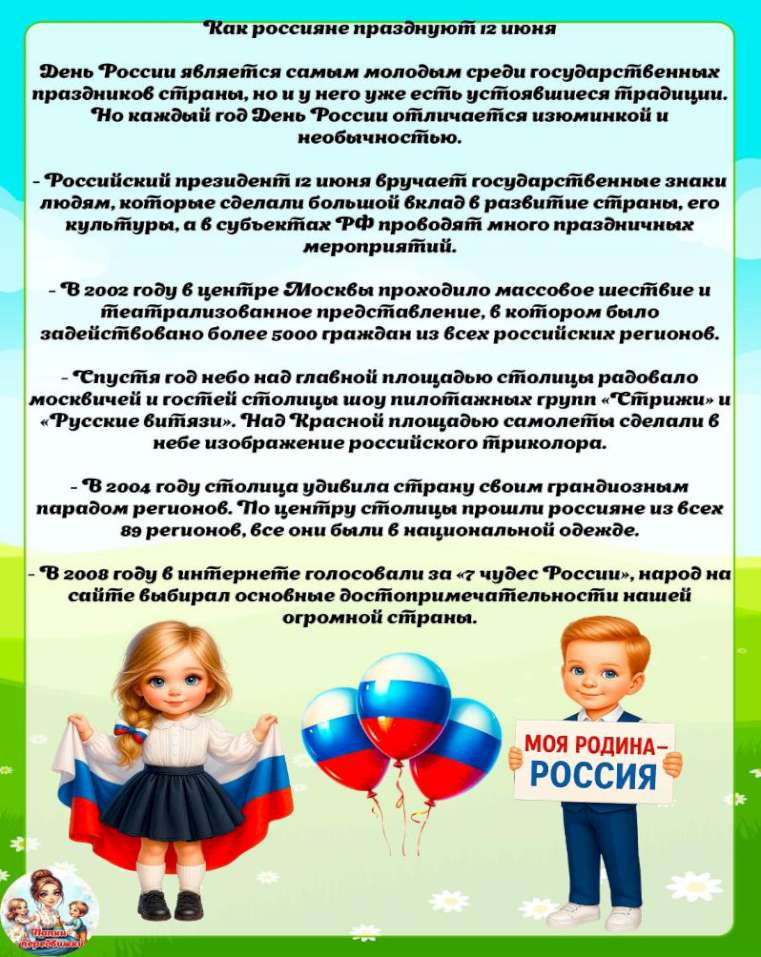 Как россияне празднуют 12 июня
День России является самым молодым среди государственных
праздников страны, но и у него уже есть устоявшиеся традиции.
Но каждый год День России отличается изюминкой и
необычностью.
- Российский президент 12 июня вручает государственные знаки
людям, которые сделали большой вклад в развитие страны, его
культуры, а в субъектах РФ проводят много праздничных
мероприятий.
- В 2002 году в центре Москвы проходило массовое шествие и
театрализованное представление, в котором было
задействовано более 5000 граждан из всех российских регионов.
- Спустя год небо над главной площадью столицы радовало
москвичей и гостей столицы шоу пилотажных групп «Стрижи» и
«Русские витязи». Над Красной площадью самолеты сделали в
небе изображение российского триколора.
- В 2004 году столица удивила страну своим грандиозным
парадом регионов. По центру столицы прошли россияне из всех
89 регионов, все они были в национальной одежде.
- В 2008 году в интернете голосовали за «7 чудес России», народ на
сайте выбирал основные достопримечательности нашей
огромной страны.
МОЯ РОДИНА-
РОССИЯ
Папки-
передвижки